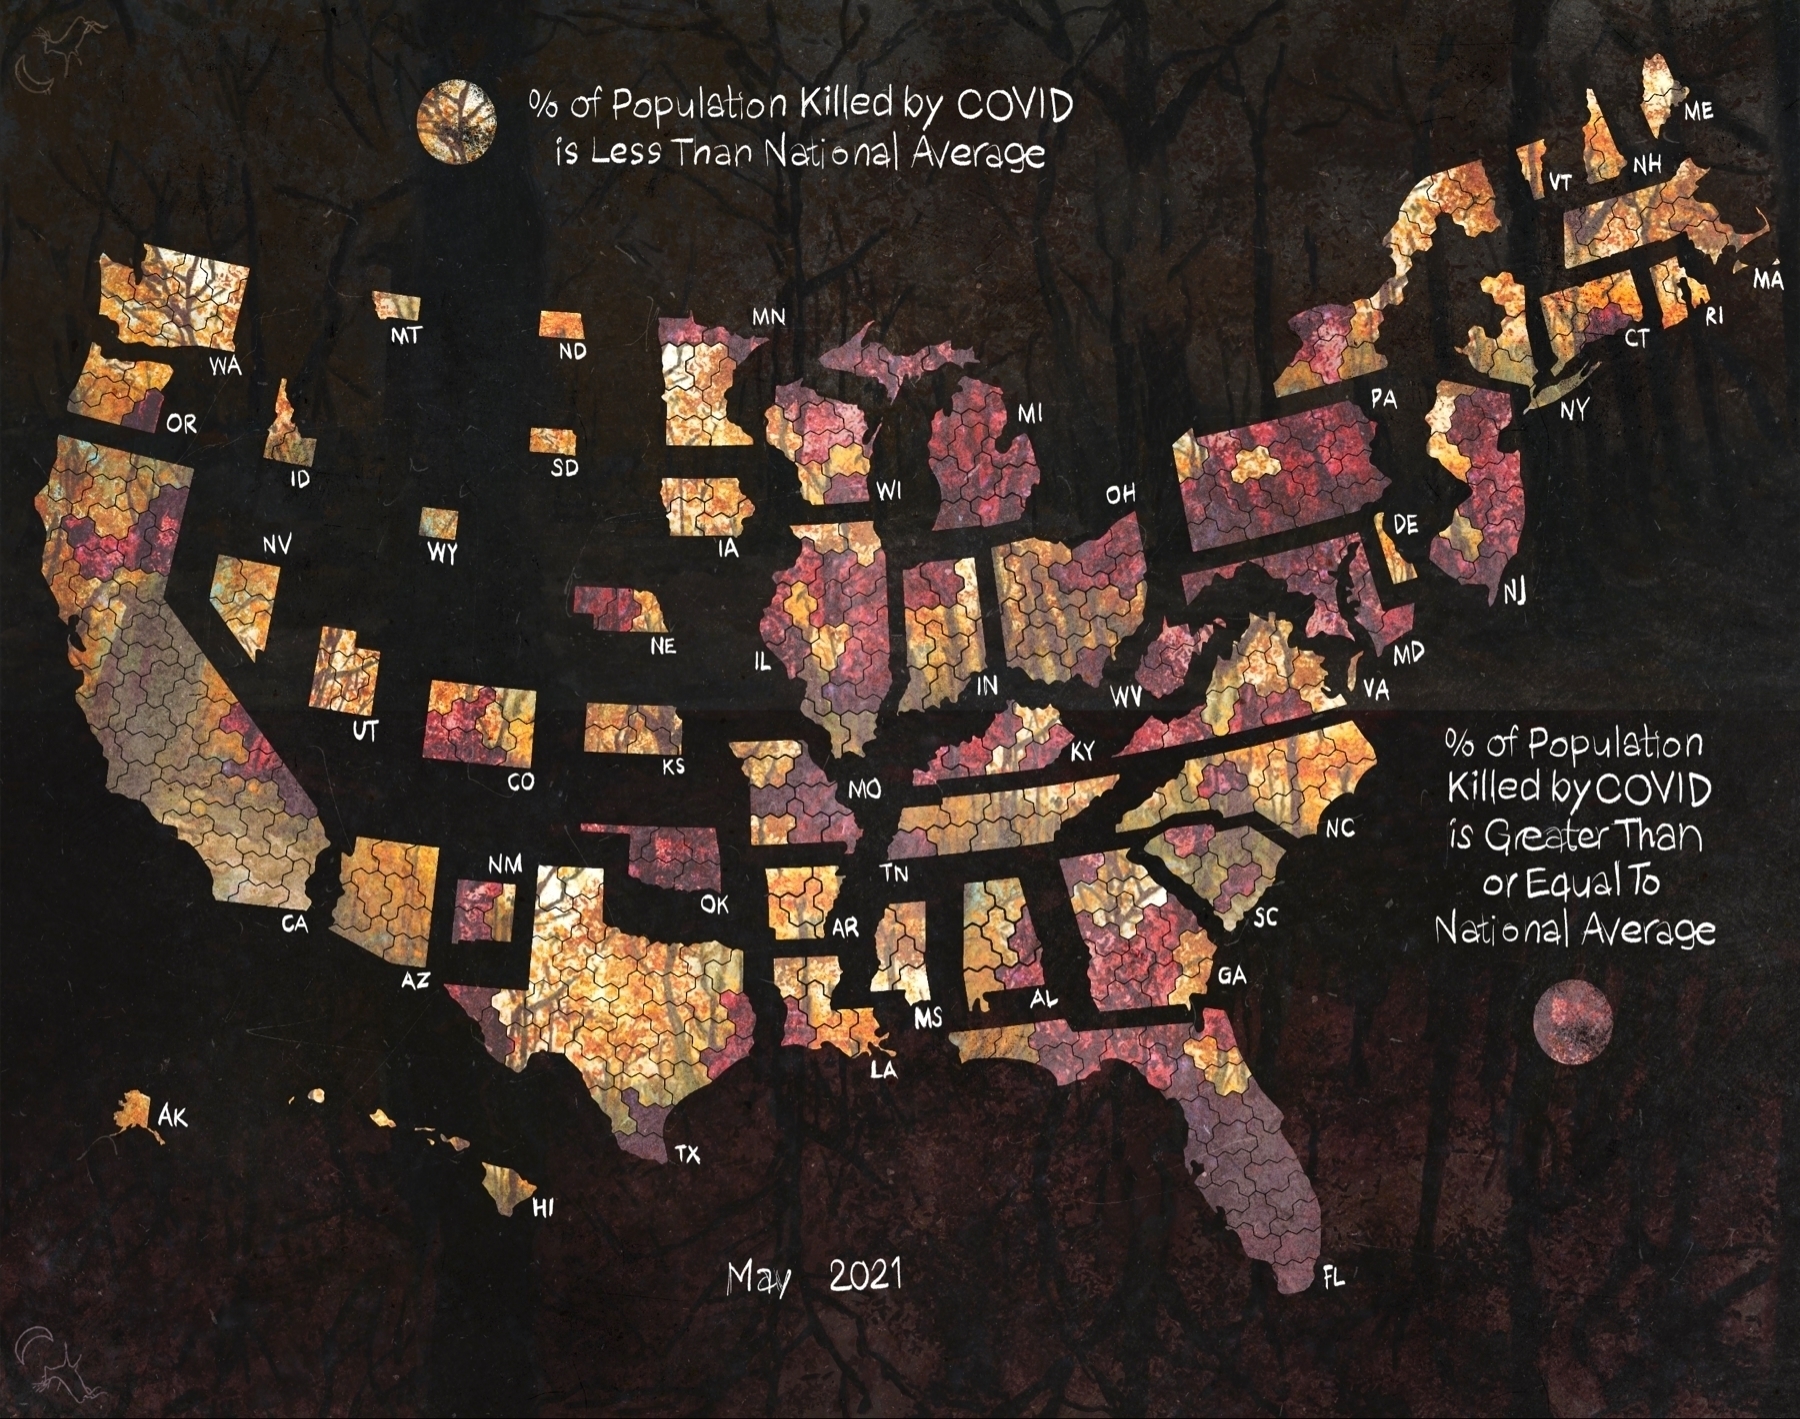 % of Population Killed by COVID
is Less Than National Average
ME
NH
VT
MA
RI
CT
NY
PA
WA
MT
ND
MN
OR
ID
SD
WI
MI
OH
DE
NJ
NV
WY
IA
NE
IL
IN
WV
MD
VA
UT
CO
KS
MO
KY
NC
% of Population
Killed by COVID
is Greater Than
or Equal To
National Average
CA
AZ
NM
OK
AR
TN
SC
GA
AL
MS
LA
TX
AK
HI
FL
May 2021